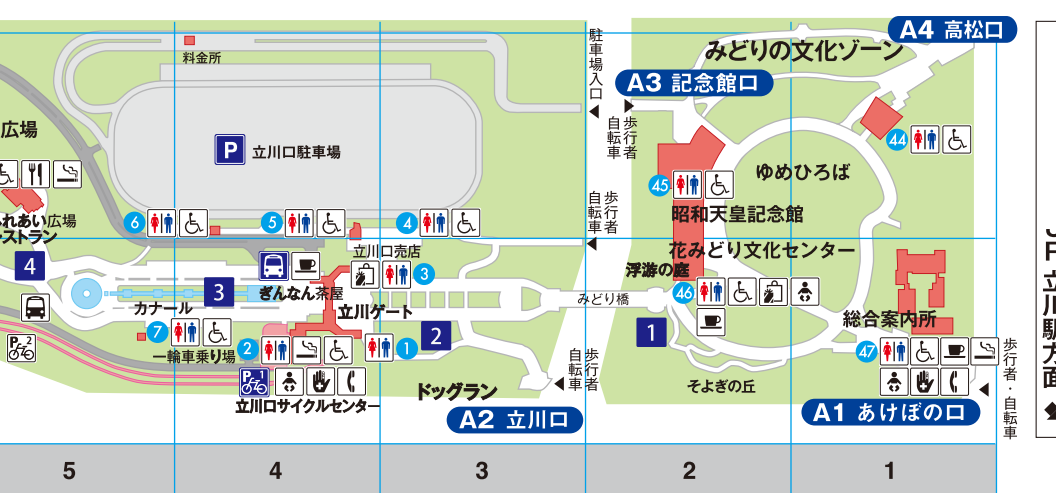 A4 高松口
駐車場入口
みどりの文化ゾーン
料金所
A3 記念館口
広場
歩行者
自転車
44
P
立川口駐車場
ゆめひろば
45
れあい広場
ストラン
6
5
4
歩行者
自転車
昭和天皇記念館
花みどり文化センター
立川口売店
4
3
浮游の庭
ぎんなん茶屋
3
46
みどり橋
カナール
立川ゲート
総合案内所
7
2
1
2
1
一輪車乗り場
47
P 2
P 1
歩行者
自転車
ドッグラン
そよぎの丘
歩行者・自転車
立川口サイクルセンター
A2 立川口
A1 あけぼの口
立川駅方面
5
4
3
2
1